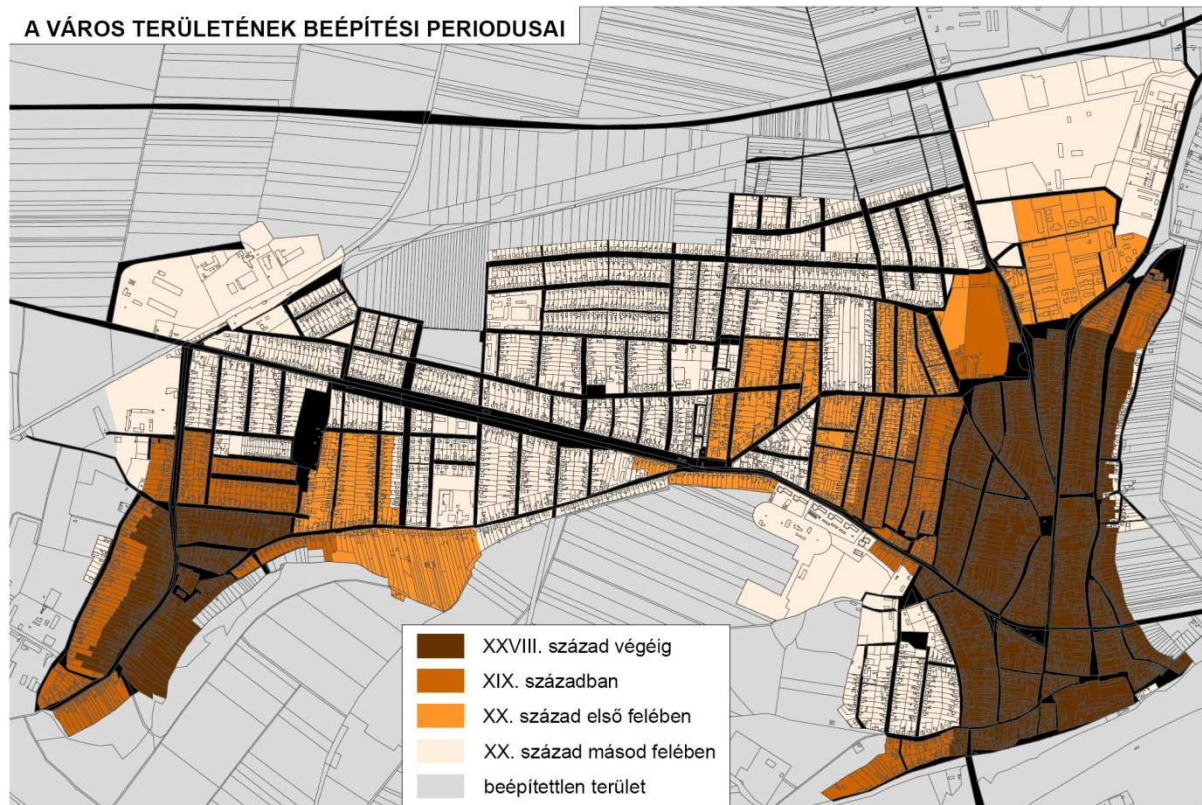 A VÁROS TERÜLETÉNEK BEÉPÍTÉSI PERIODUSAI
XXVIII. század végéig
XIX. században
XX. század első felében
XX. század másod felében
beépítettlen terület